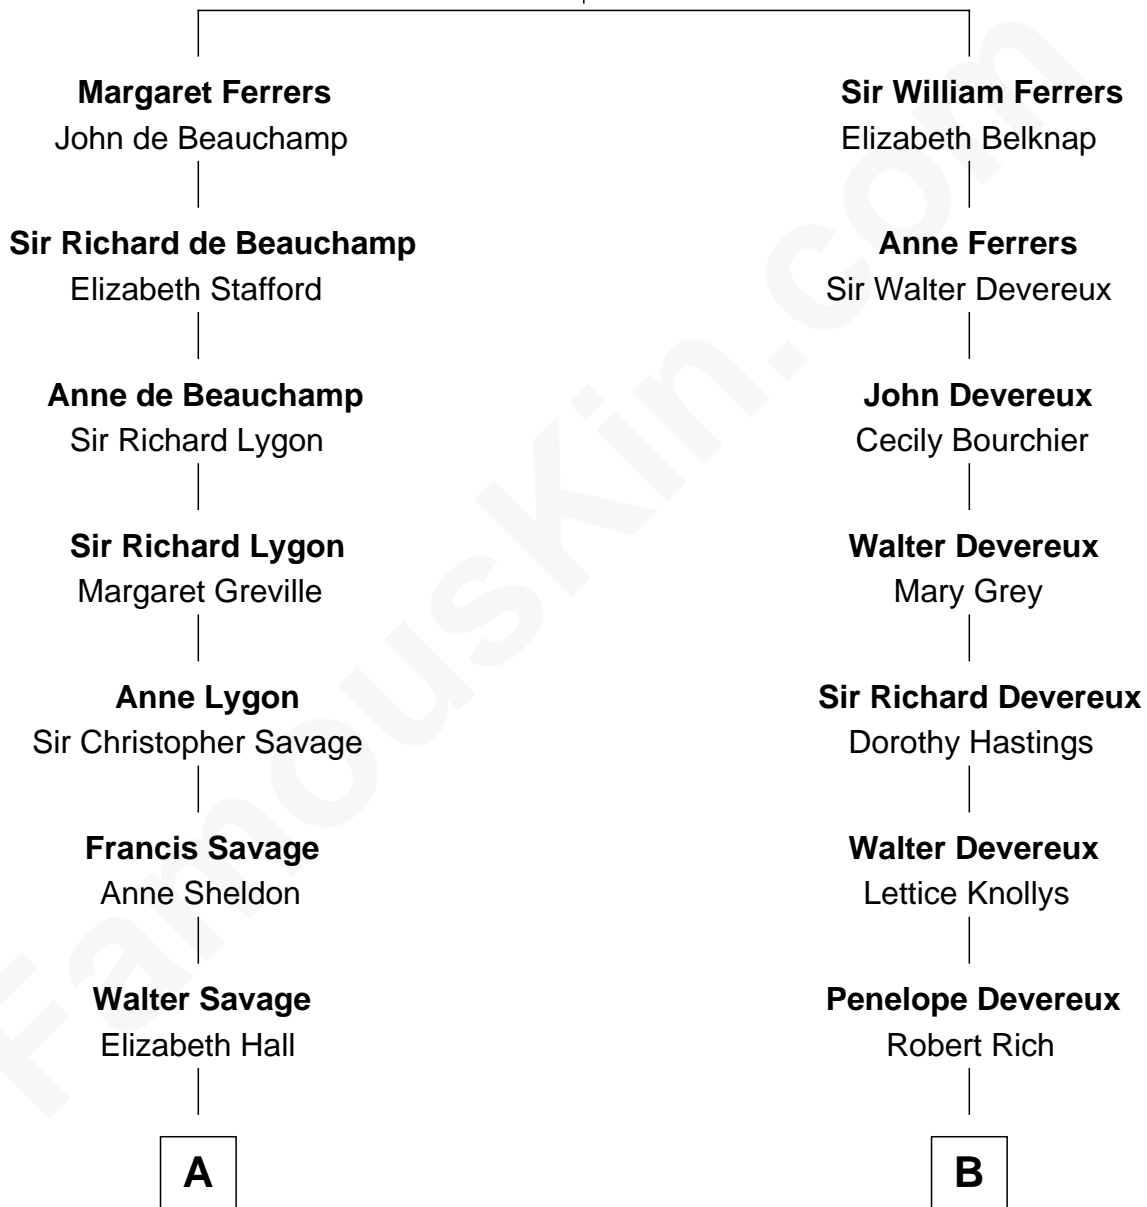 Margaret Ferrers
John de Beauchamp
Sir Richard de Beauchamp
Elizabeth Stafford
Anne de Beauchamp
Sir Richard Lygon
Sir Richard Lygon
Margaret Greville
Anne Lygon
Sir Christopher Savage
Francis Savage
Anne Sheldon
Walter Savage
Elizabeth Hall
A
Sir William Ferrers
Elizabeth Belknap
Anne Ferrers
Sir Walter Devereux
John Devereux
Cecily Bourchier
Walter Devereux
Mary Grey
Sir Richard Devereux
Dorothy Hastings
Walter Devereux
Lettice Knollys
Penelope Devereux
Robert Rich
B
FamousKin.com